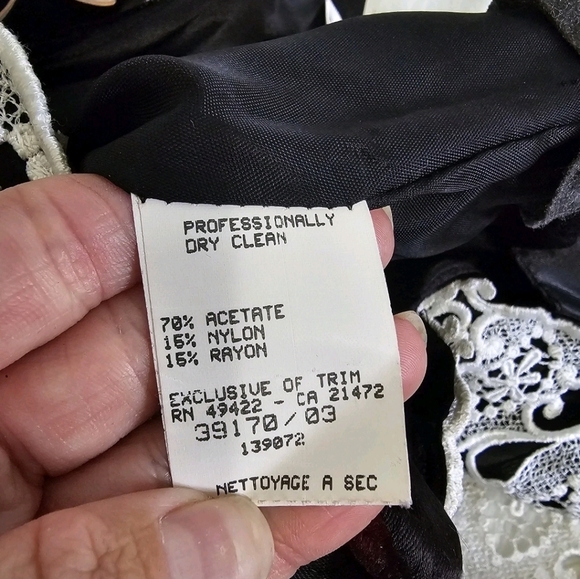 PROFESSIONALLY
DRY CLEAN
70% ACETATE
15% NYLON
15% RAYON
EXCLUSIVE OF TRIM
RN 49422 - CA 21472
39170/03
139072
NETTOYAGE A SEC